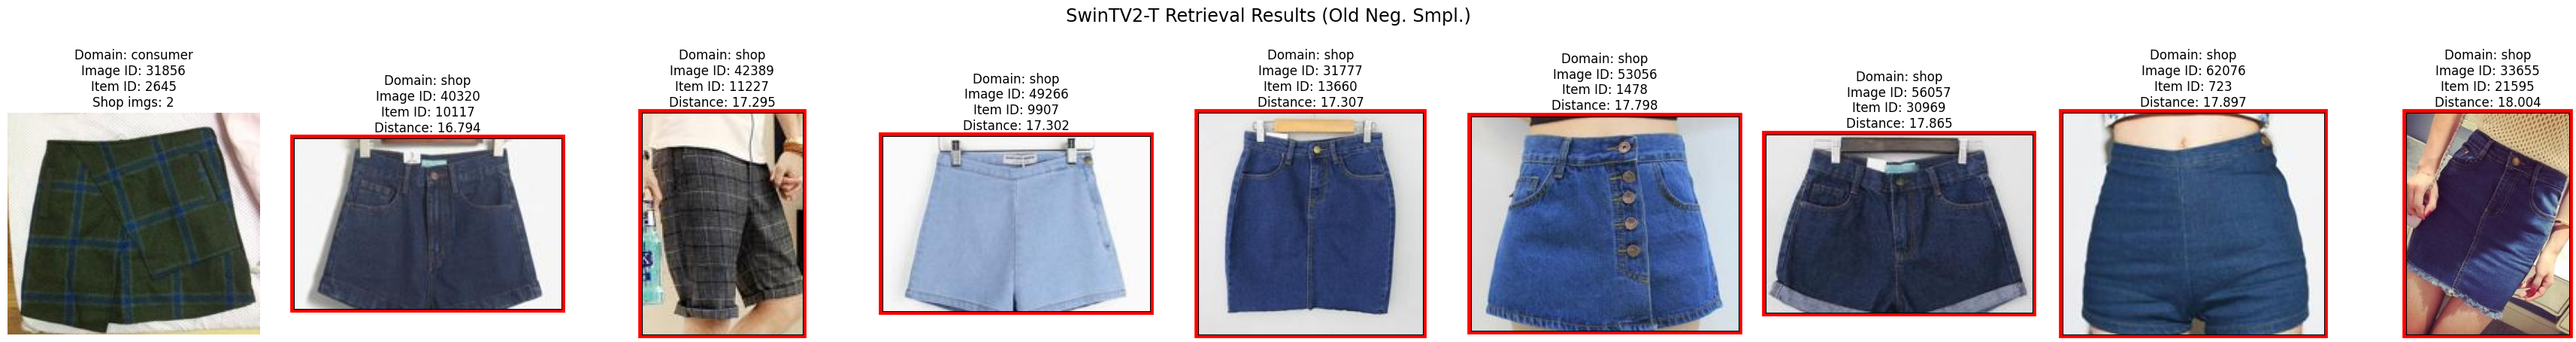 SwinTV2-T Retrieval Results (Old Neg. Smpl.)
Domain: consumer
Image ID: 31856
Item ID: 2645
Shop imgs: 2
Domain: shop
Image ID: 40320
Item ID: 10117
Distance: 16.794
Domain: shop
Image ID: 42389
Item ID: 11227
Distance: 17.295
Domain: shop
Image ID: 49266
Item ID: 9907
Distance: 17.302
Domain: shop
Image ID: 31777
Item ID: 13660
Distance: 17.307
Domain: shop
Image ID: 53056
Item ID: 1478
Distance: 17.798
Domain: shop
Image ID: 56057
Item ID: 30969
Distance: 17.865
Domain: shop
Image ID: 62076
Item ID: 723
Distance: 17.897
Domain: shop
Image ID: 33655
Item ID: 21595
Distance: 18.004